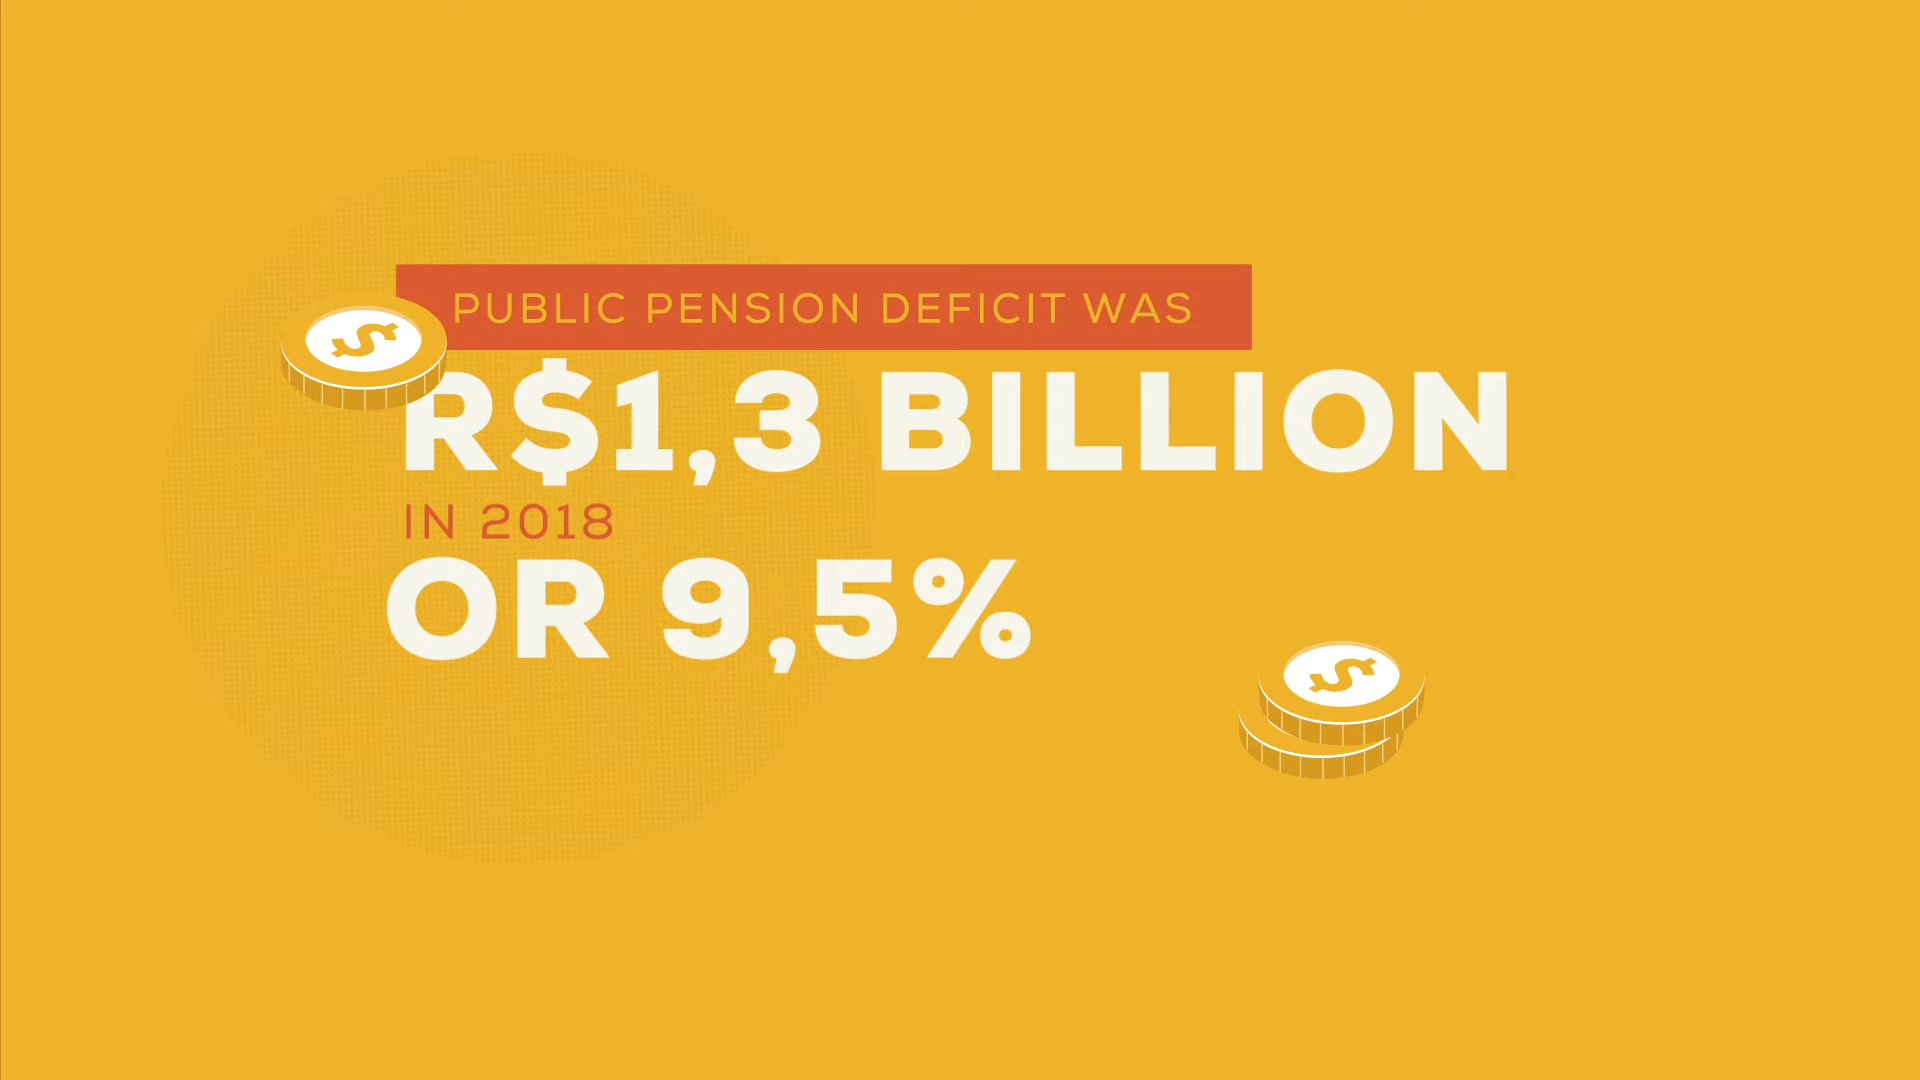 PUBLIC PENSION DEFICIT WAS
R$1,3 BILLION
IN 2018
OR 9,5%
$
$